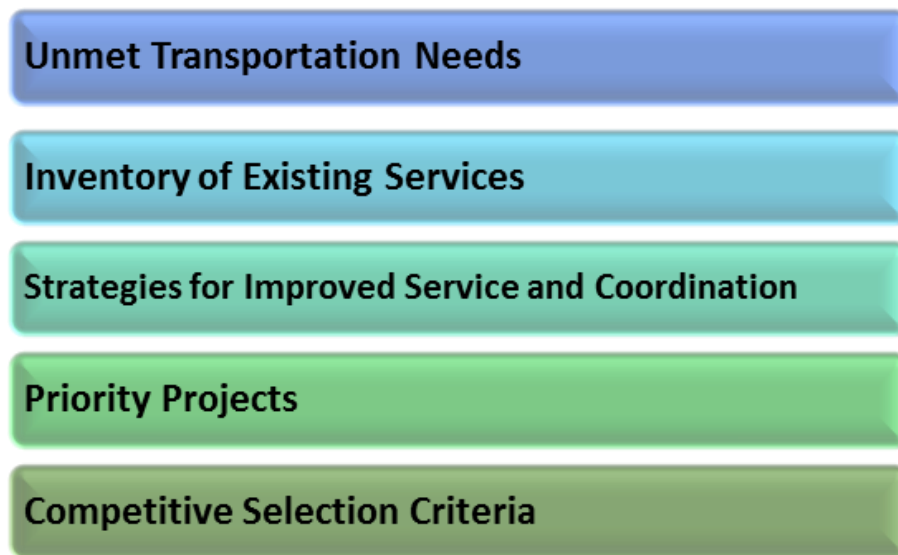 Unmet Transportation Needs
Inventory of Existing Services
Strategies for Improved Service and Coordination
Priority Projects
Competitive Selection Criteria